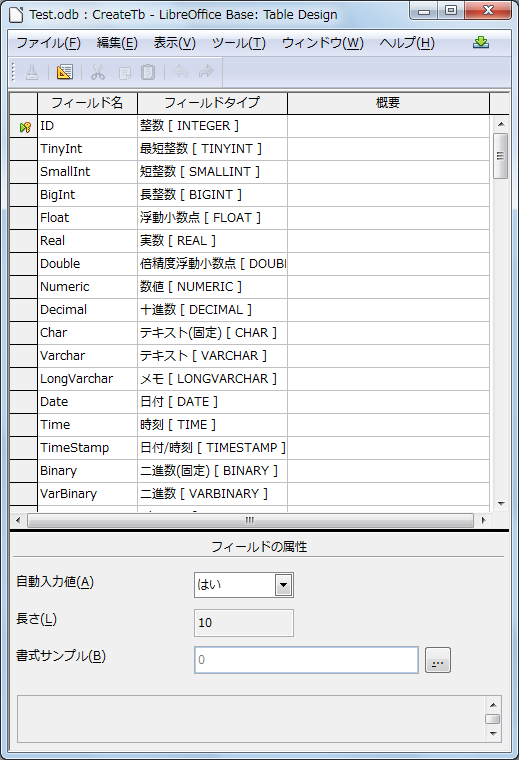 Test.odb : CreateTb - LibreOffice Base: Table Design
ファイル(F) 編集(E) 表示(V) ツール(T) ウィンドウ(W) ヘルプ(H)
フィールド名 フィールドタイプ 概要
ID 整数 [ INTEGER ]
TinyInt 最短整数 [ TINYINT ]
SmallInt 短整数 [ SMALLINT ]
BigInt 長整数 [ BIGINT ]
Float 浮動小数点 [ FLOAT ]
Real 実数 [ REAL ]
Double 倍精度浮動小数点 [ DOUB
Numeric 数値 [ NUMERIC ]
Decimal 十進数 [ DECIMAL ]
Char テキスト(固定) [ CHAR ]
Varchar テキスト [ VARCHAR ]
LongVarchar メモ [ LONGVARCHAR ]
Date 日付 [ DATE ]
Time 時刻 [ TIME ]
TimeStamp 日付/時刻 [ TIMESTAMP ]
Binary 二進数(固定) [ BINARY ]
VarBinary 二進数 [ VARBINARY ]
フィールドの属性
自動入力値(A) はい
長さ(L) 10
書式サンプル(B) 0 ...